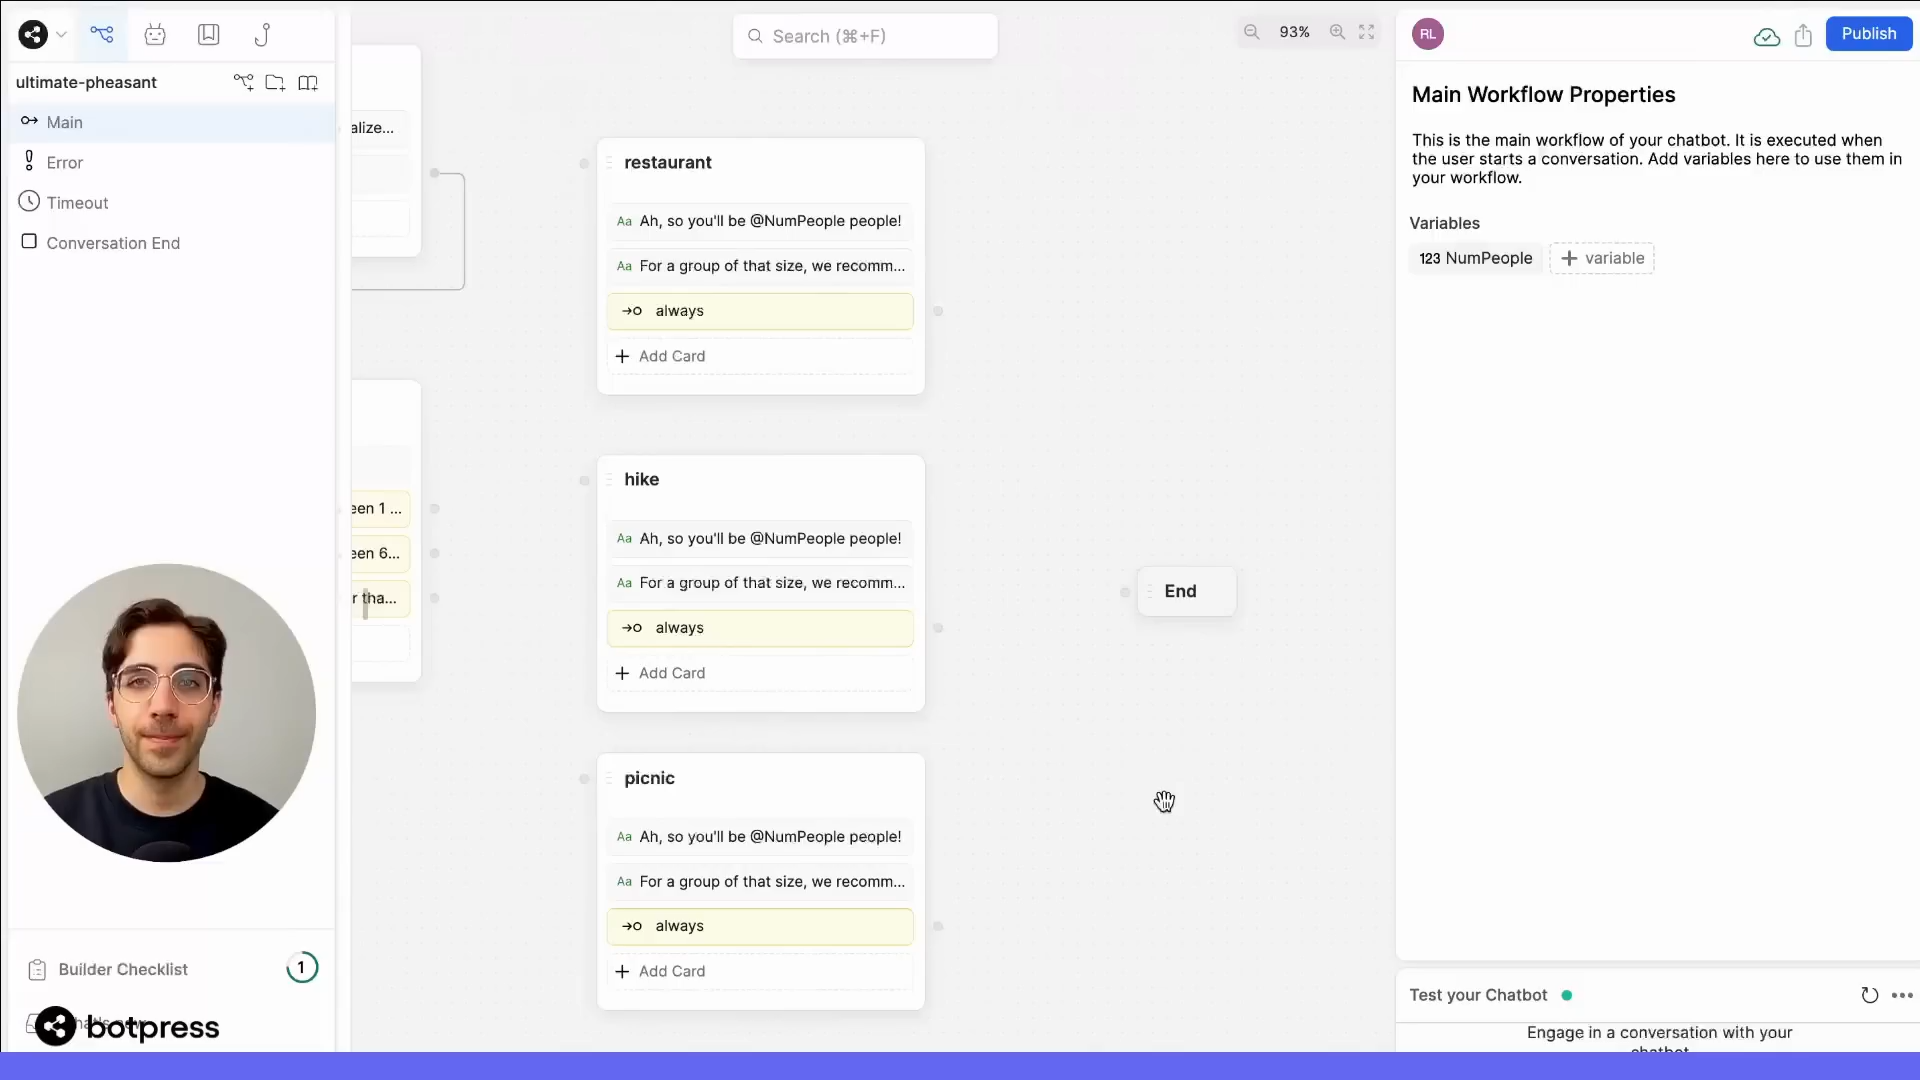 Search (⌘+F)
93%
RL
Publish
ultimate-pheasant
Main
Error
Timeout
Conversation End
alize...
een 1 ...
een 6...
r tha...
restaurant
Aa Ah, so you'll be @NumPeople people!
Aa For a group of that size, we recomm...
always
Add Card
hike
Aa Ah, so you'll be @NumPeople people!
Aa For a group of that size, we recomm...
always
Add Card
picnic
Aa Ah, so you'll be @NumPeople people!
Aa For a group of that size, we recomm...
always
Add Card
End
Main Workflow Properties
This is the main workflow of your chatbot. It is executed when
the user starts a conversation. Add variables here to use them in
your workflow.
Variables
123 NumPeople
+ variable
Builder Checklist
1
botpress
Test your Chatbot
Engage in a conversation with your
chatbot